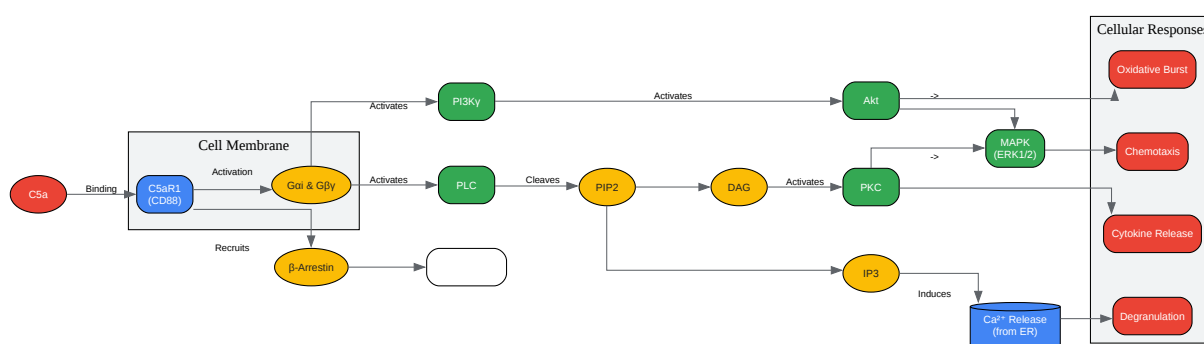 Cellular Responses
Oxidative Burst
PI3Kγ
Activates
Activates
Akt
->
Cell Membrane
MAPK
(ERK1/2)
Chemotaxis
->
C5a
Binding
C5aR1
(CD88)
Activation
Gαi & Gβγ
Activates
PLC
Cleaves
PIP2
DAG
Activates
PKC
Cytokine Release
Recruits
β-Arrestin
IP3
Induces
Ca²⁺ Release
(from ER)
Degranulation